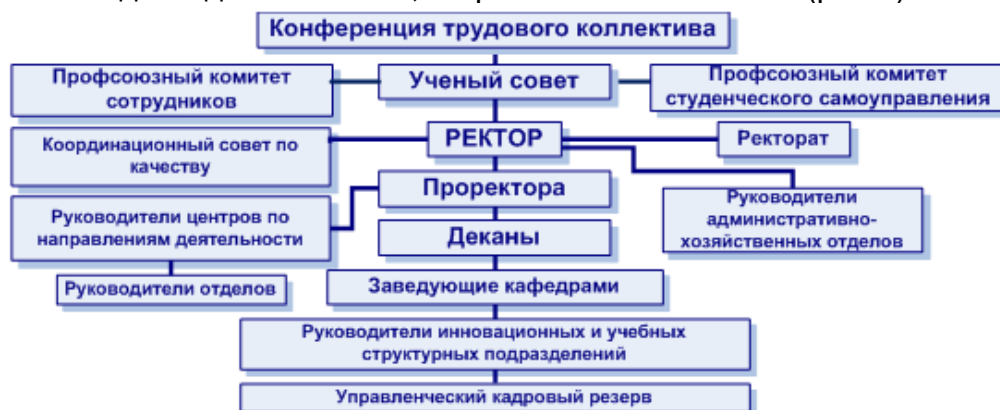 Конференция трудового коллектива
Профсоюзный комитет
сотрудников
Ученый совет
Профсоюзный комитет
студенческого самоуправления
Координационный совет по
качеству
РЕКТОР
Ректорат
Проректора
Руководители
административно-
хозяйственных отделов
Руководители центров по
направлениям деятельности
Деканы
Руководители отделов
Заведующие кафедрами
Руководители инновационных и учебных
структурных подразделений
Управленческий кадровый резерв